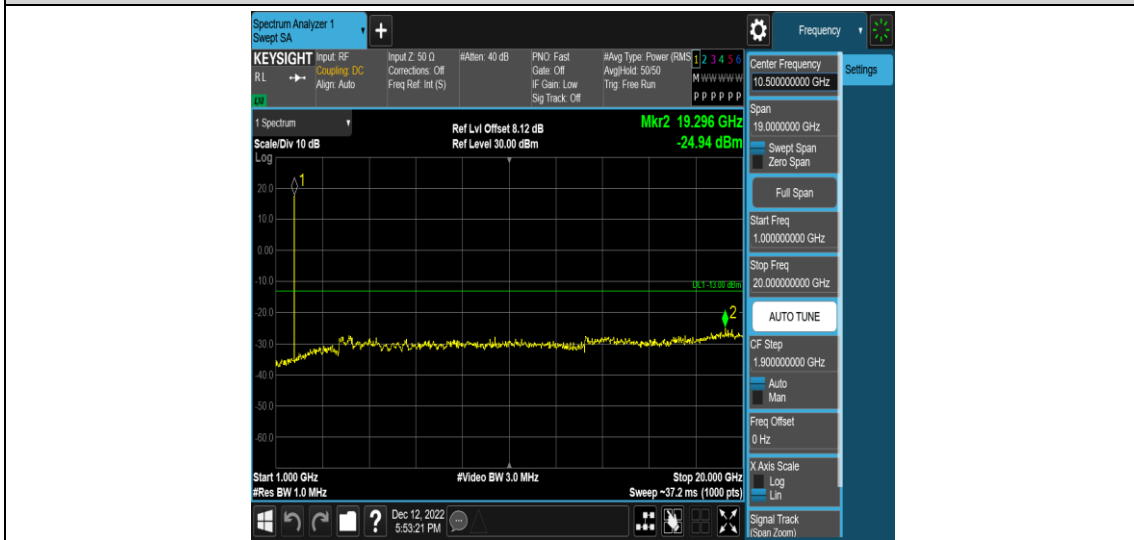 Spectrum Analyzer 1
Swept SA
+
Frequency
KEYSIGHT
RL
Input: RF
Coupling: DC
Align: Auto
Input Z: 50 Ω
Corrections: Off
Freq Ref: Int (S)
#Atten: 40 dB
PNO: Fast
Gate: Off
IF Gain: Low
Sig Track: Off
#Avg Type: Power (RMS
Avg|Hold: 50/50
Trig: Free Run
1 2 3 4 5 6
M W W W W W
P P P P P P
1 Spectrum
Scale/Div 10 dB
Log
Ref Lvl Offset 8.12 dB
Ref Level 30.00 dBm
Mkr2 19.296 GHz
-24.94 dBm
20.0
10.0
0.00
-10.0
-20.0
-30.0
-40.0
-50.0
-60.0
1
DL1 -13.00 dBm
2
Start 1.000 GHz
#Res BW 1.0 MHz
#Video BW 3.0 MHz
Stop 20.000 GHz
Sweep ~37.2 ms (1000 pts)
Center Frequency
10.500000000 GHz
Settings
Span
19.0000000 GHz
Swept Span
Zero Span
Full Span
Start Freq
1.000000000 GHz
Stop Freq
20.000000000 GHz
AUTO TUNE
CF Step
1.900000000 GHz
Auto
Man
Freq Offset
0 Hz
X Axis Scale
Log
Lin
Signal Track
(Span Zoom)
?
Dec 12, 2022
5:53:21 PM